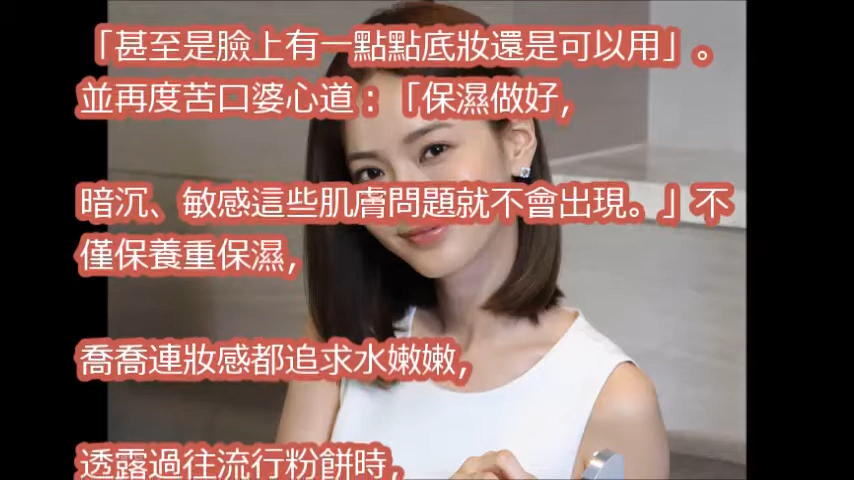 「甚至是臉上有一點點底妝還是可以用」。
並再度苦口婆心道：「保濕做好，
暗沉、敏感這些肌膚問題就不會出現。」不
僅保養重保濕，
喬喬連妝感都追求水嫩嫩，
透露過往流行粉餅時，